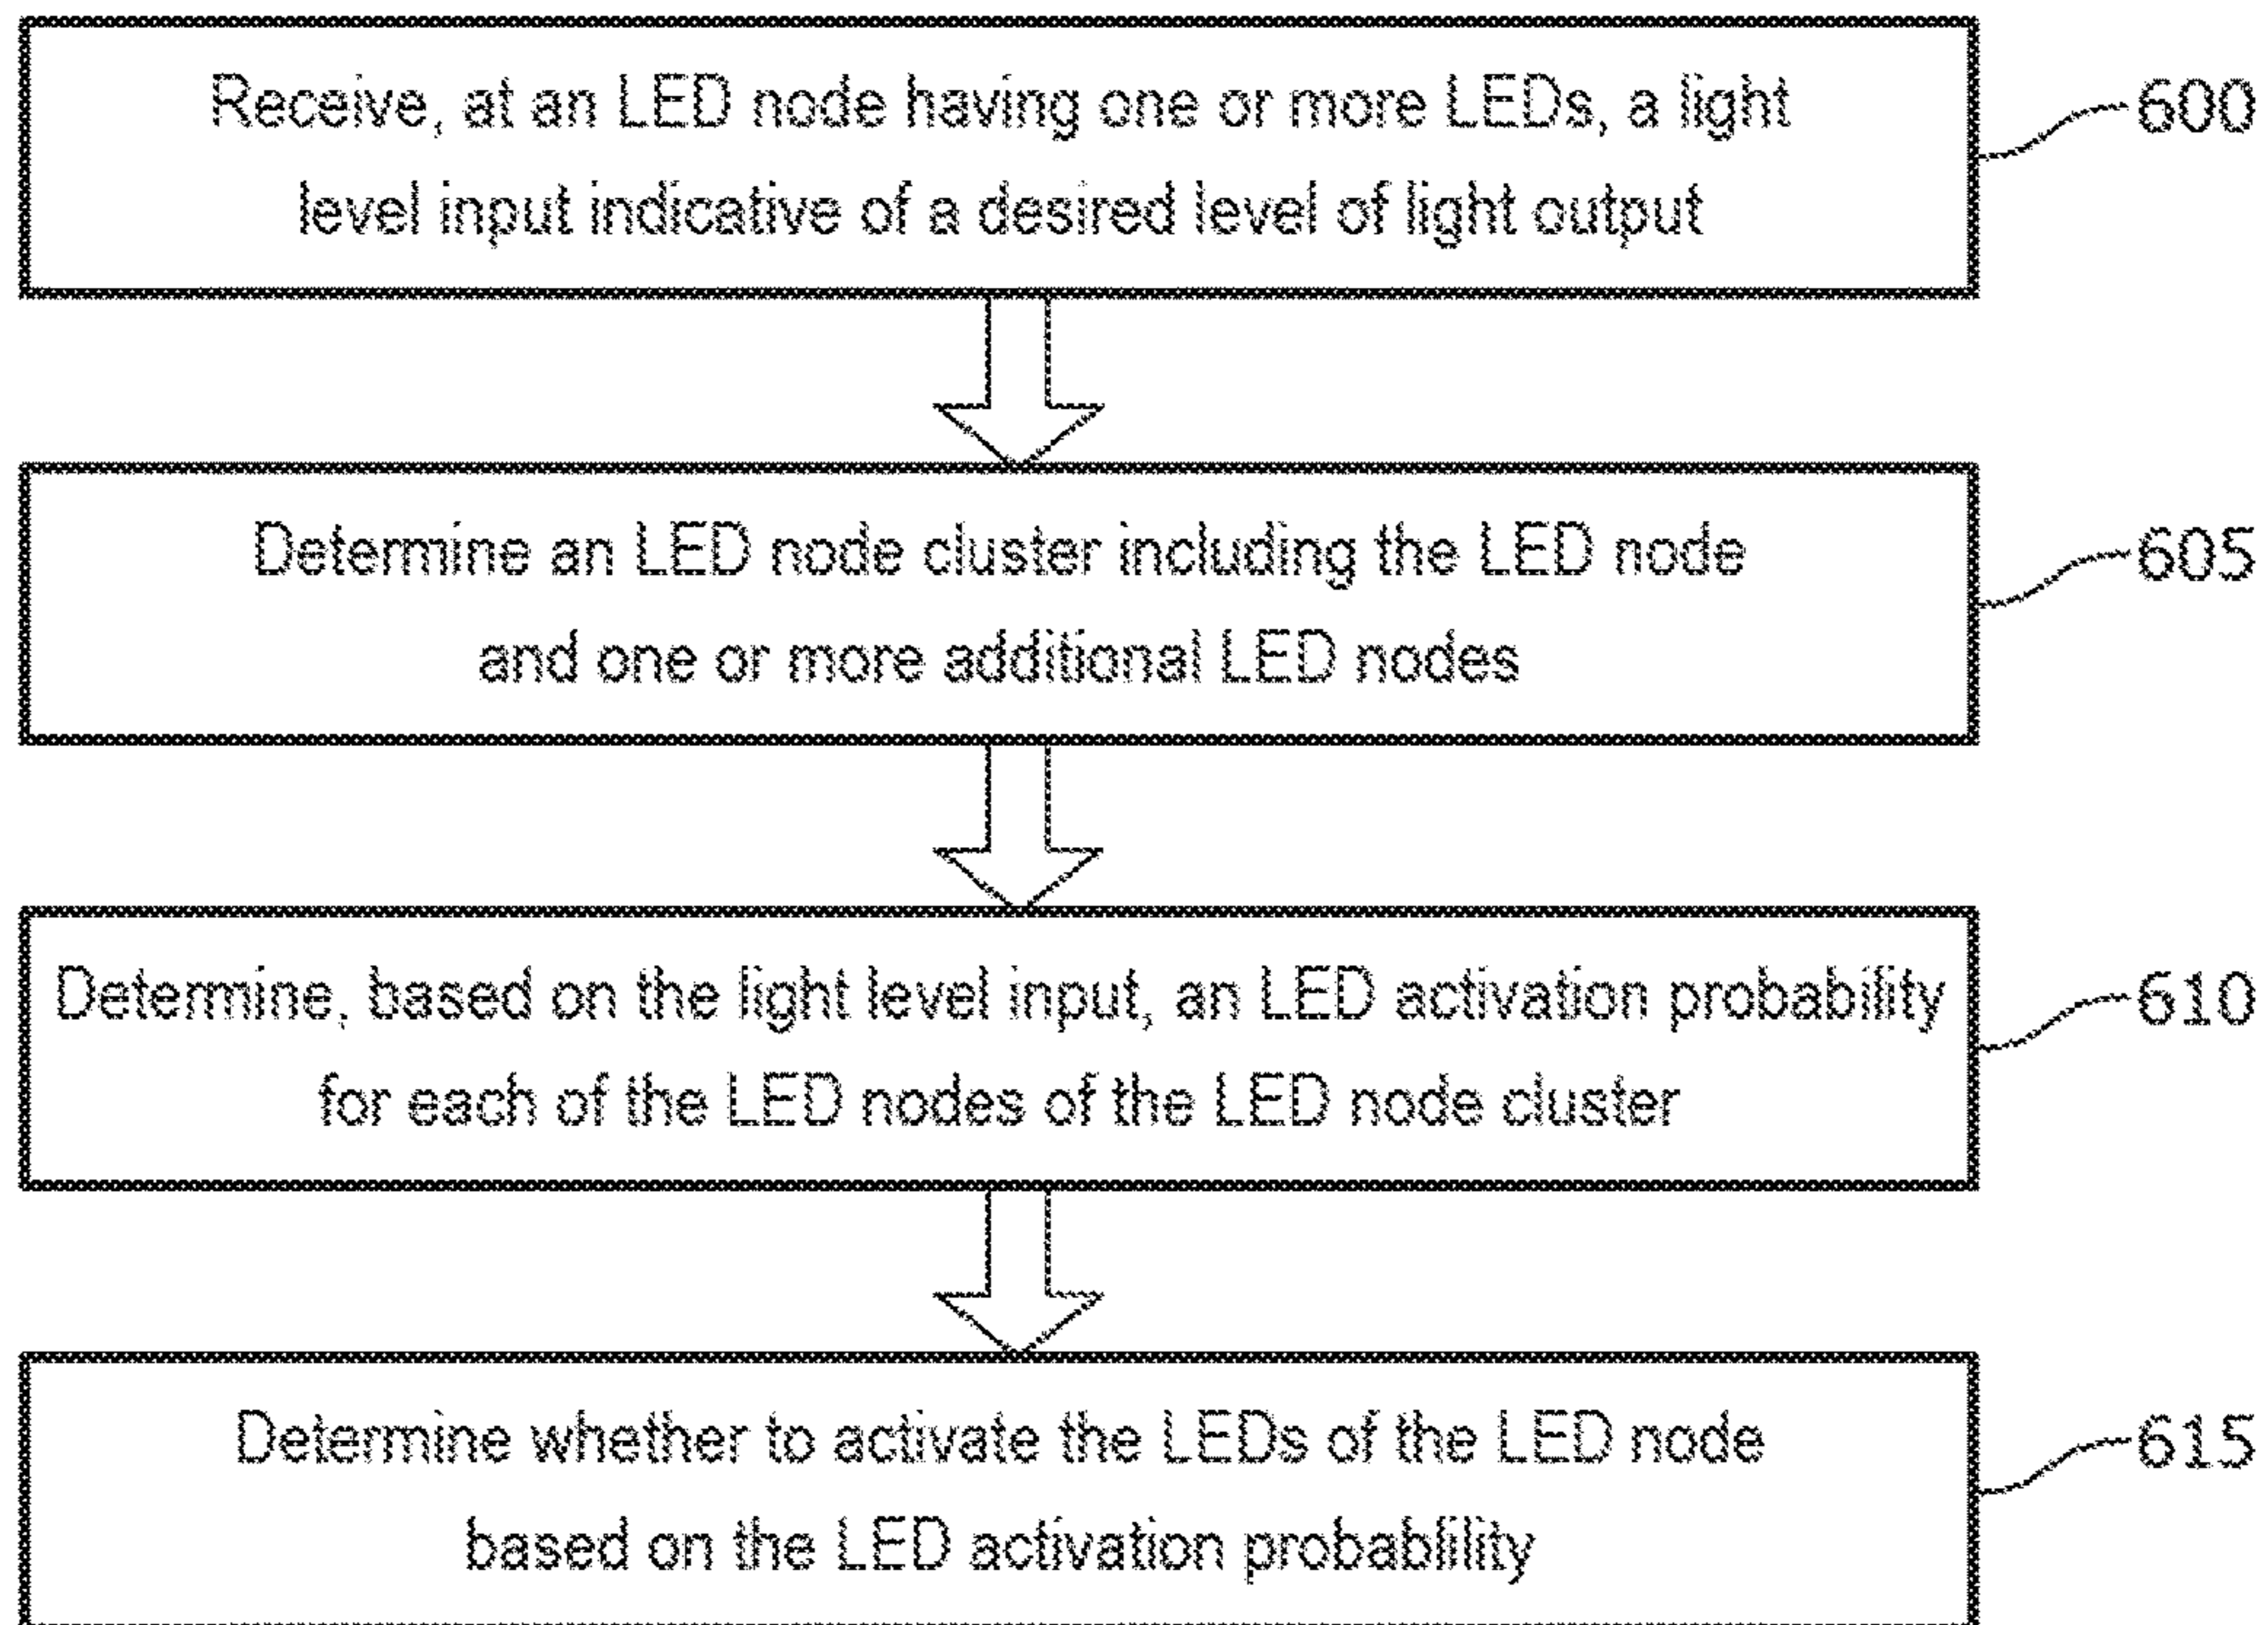 Receive, at an LED node having one or more LEDs, a light
level input indicative of a desired level of light output
600
Determine an LED node cluster including the LED node
and one or more additional LED nodes
605
Determine, based on the light level input, an LED activation probability
for each of the LED nodes of the LED node cluster
610
Determine whether to activate the LEDs of the LED node
based on the LED activation probablility
615